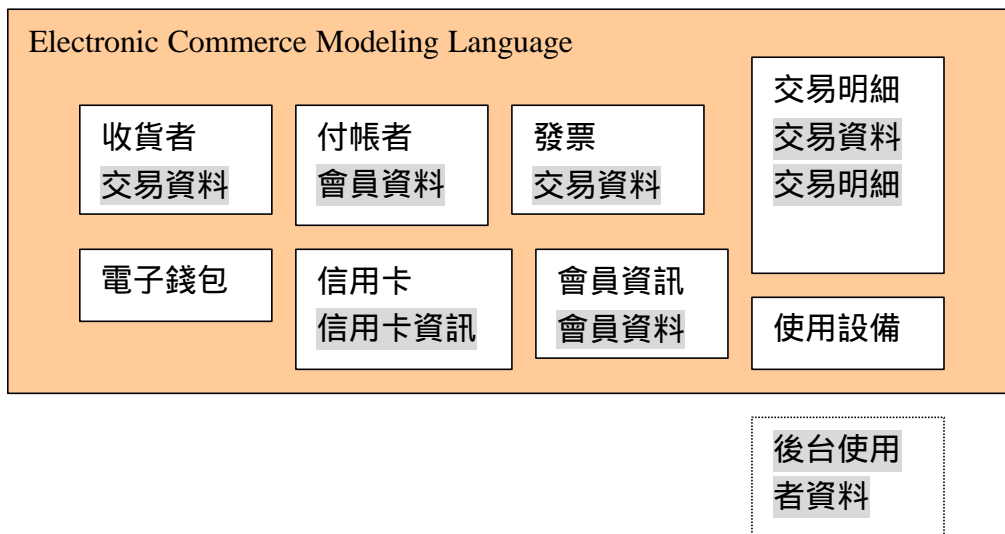 Electronic Commerce Modeling Language
收貨者
交易資料
付帳者
會員資料
發票
交易資料
交易明細
交易資料
交易明細
電子錢包
信用卡
信用卡資訊
會員資訊
會員資料
使用設備
後台使用
者資料